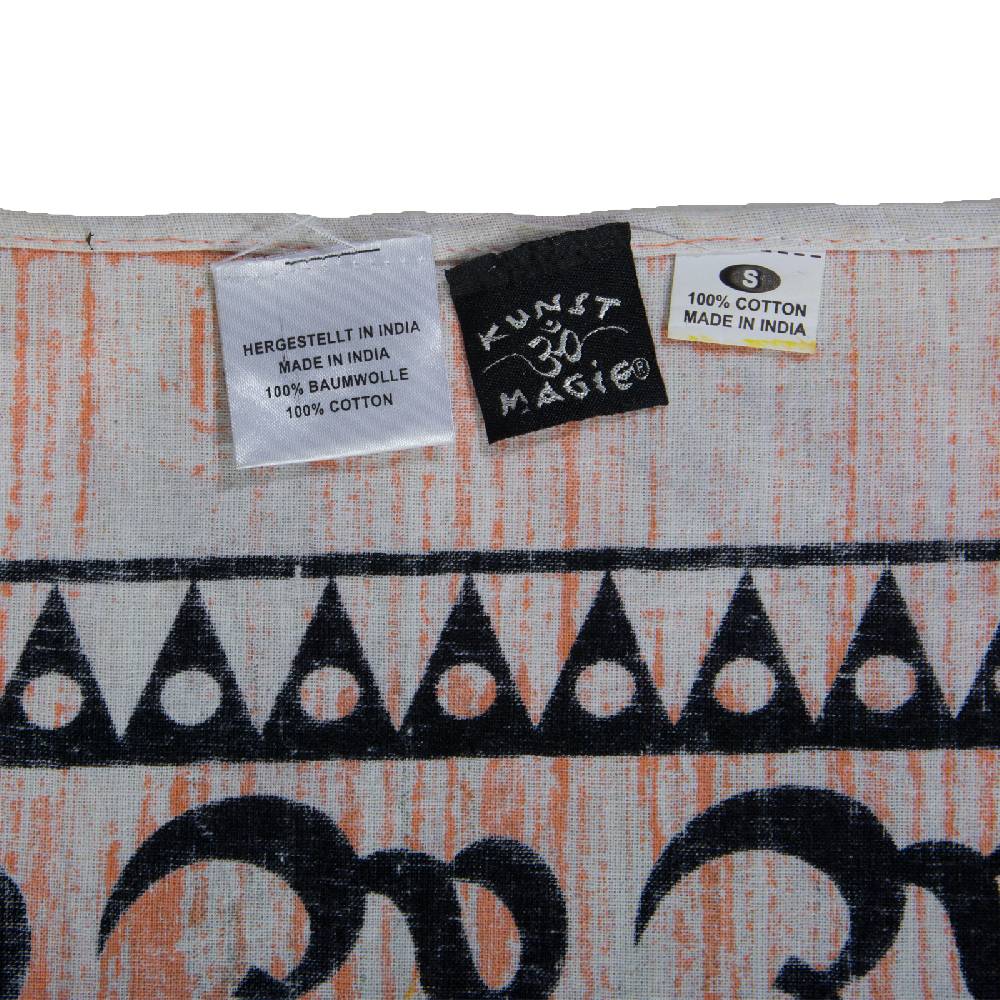 HERGESTELLT IN INDIA
MADE IN INDIA
100% BAUMWOLLE
100% COTTON
KUNST
ॐ
MAGiE®
S
100% COTTON
MADE IN INDIA